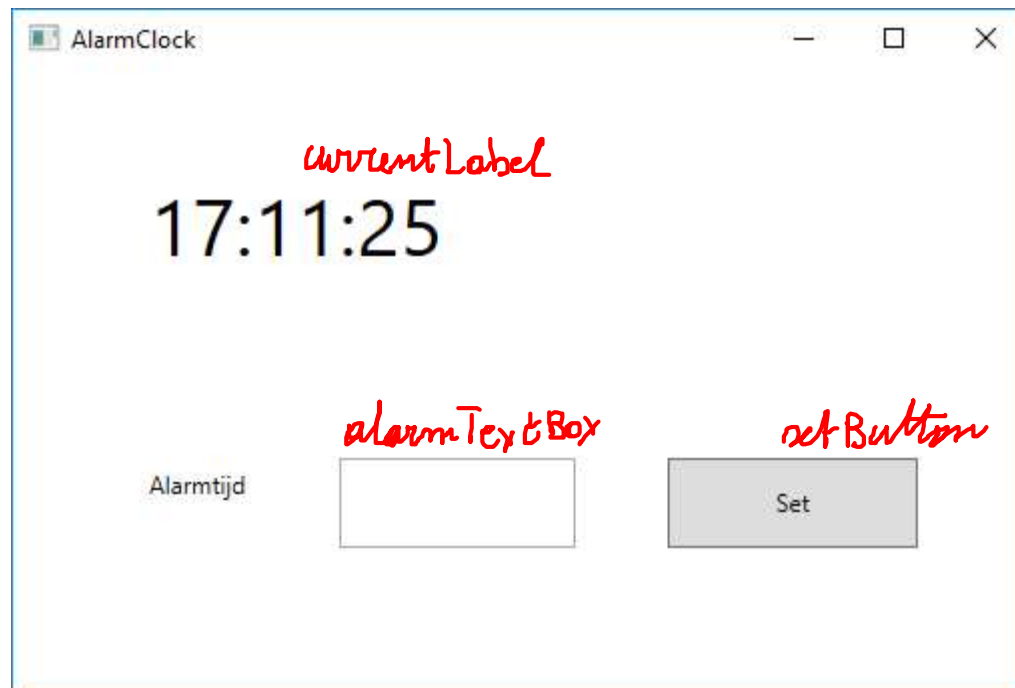 AlarmClock
currentLabel
17:11:25
alarmTextBox setButton
Alarmtijd Set